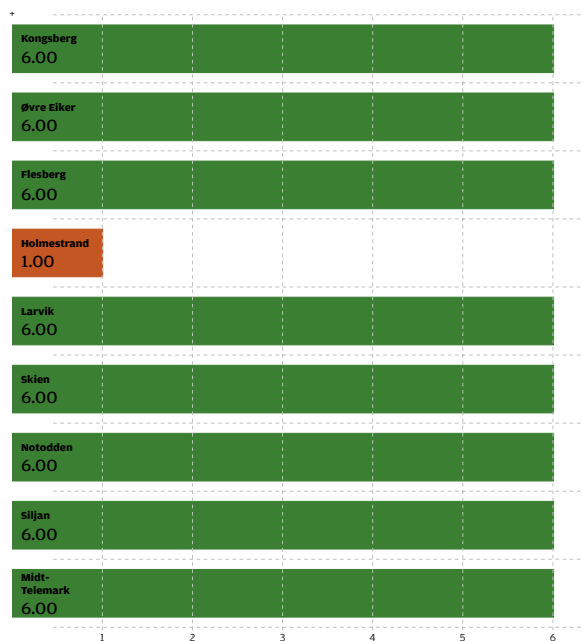 +
Kongsberg
6.00
Øvre Eiker
6.00
Flesberg
6.00
Holmestrand
1.00
Larvik
6.00
Skien
6.00
Notodden
6.00
Siljan
6.00
Midt-
Telemark
6.00
1 2 3 4 5 6